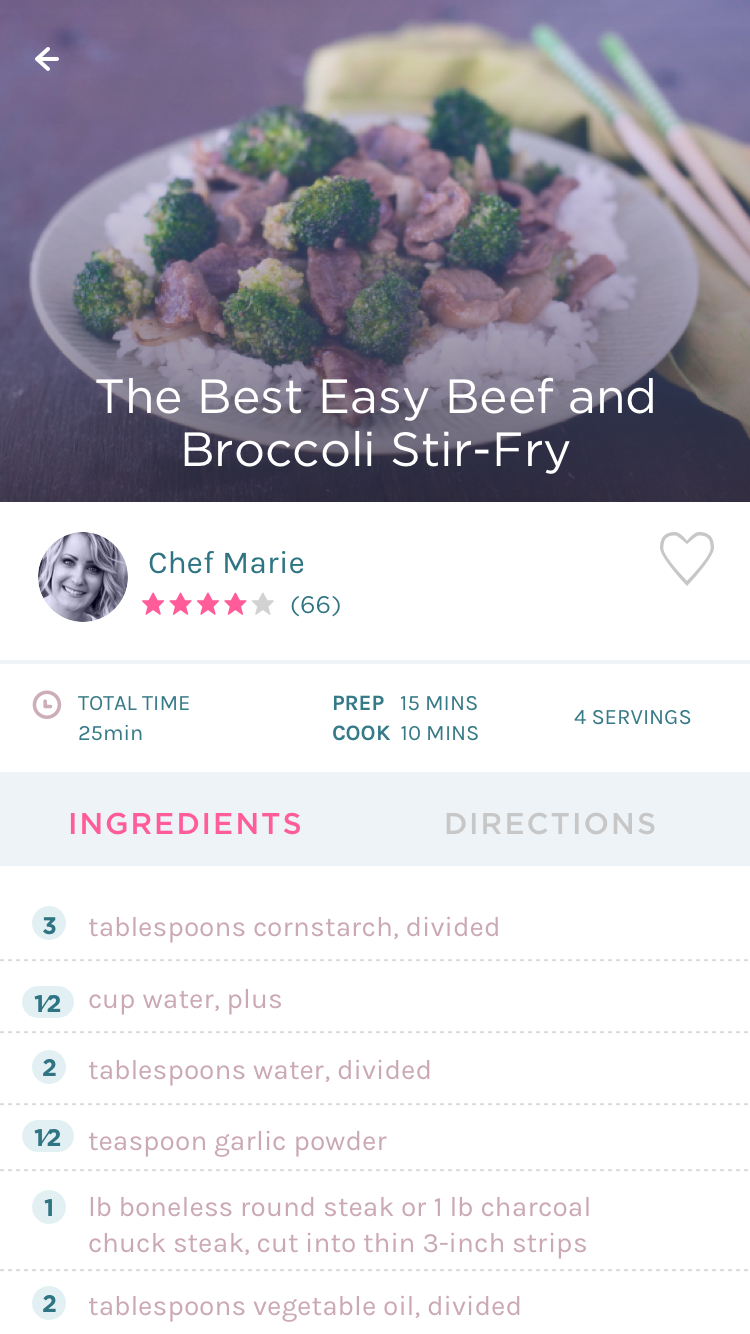 The Best Easy Beef and
Broccoli Stir-Fry
Chef Marie
(66)
TOTAL TIME
25min
PREP 15 MINS
COOK 10 MINS
4 SERVINGS
INGREDIENTS
DIRECTIONS
3 tablespoons cornstarch, divided
1/2 cup water, plus
2 tablespoons water, divided
1/2 teaspoon garlic powder
1 lb boneless round steak or 1 lb charcoal
chuck steak, cut into thin 3-inch strips
2 tablespoons vegetable oil, divided